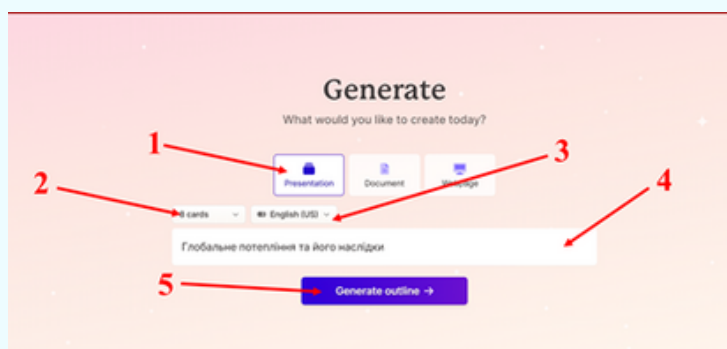 Generate
What would you like to create today?
1
3
Presentation
Document
Webpage
2
4
8 cards
English (US)
Глобальне потепління та його наслідки
5
Generate outline →